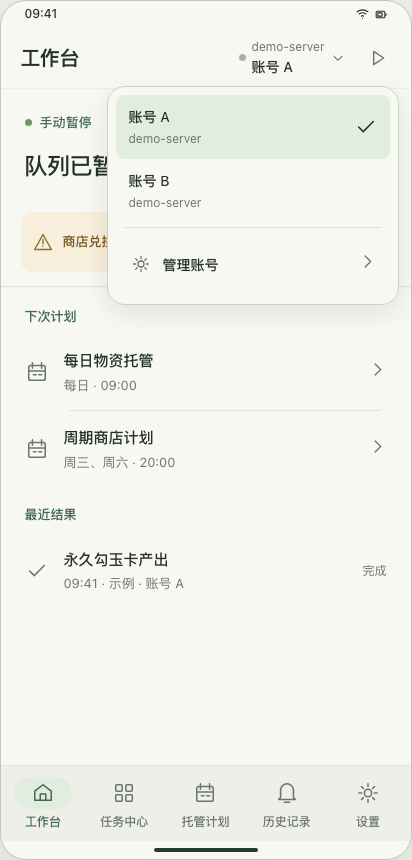 09:41
工作台
demo-server
账号 A
手动暂停
队列已暂
商店兑
账号 A
demo-server
账号 B
demo-server
管理账号
下次计划
每日物资托管
每日 · 09:00
周期商店计划
周三、周六 · 20:00
最近结果
永久勾玉卡产出
09:41 · 示例 · 账号 A
完成
工作台
任务中心
托管计划
历史记录
设置